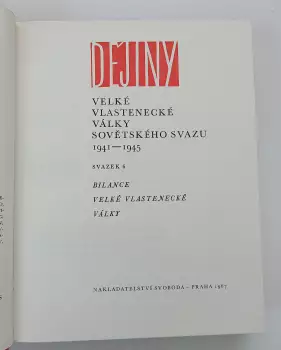 DĚJINY
VELKÉ
VLASTENECKÉ
VÁLKY
SOVĚTSKÉHO SVAZU
1941—1945
SVAZEK 6
BILANCE
VELKÉ VLASTENECKÉ
VÁLKY
NAKLADATELSTVÍ SVOBODA – PRAHA